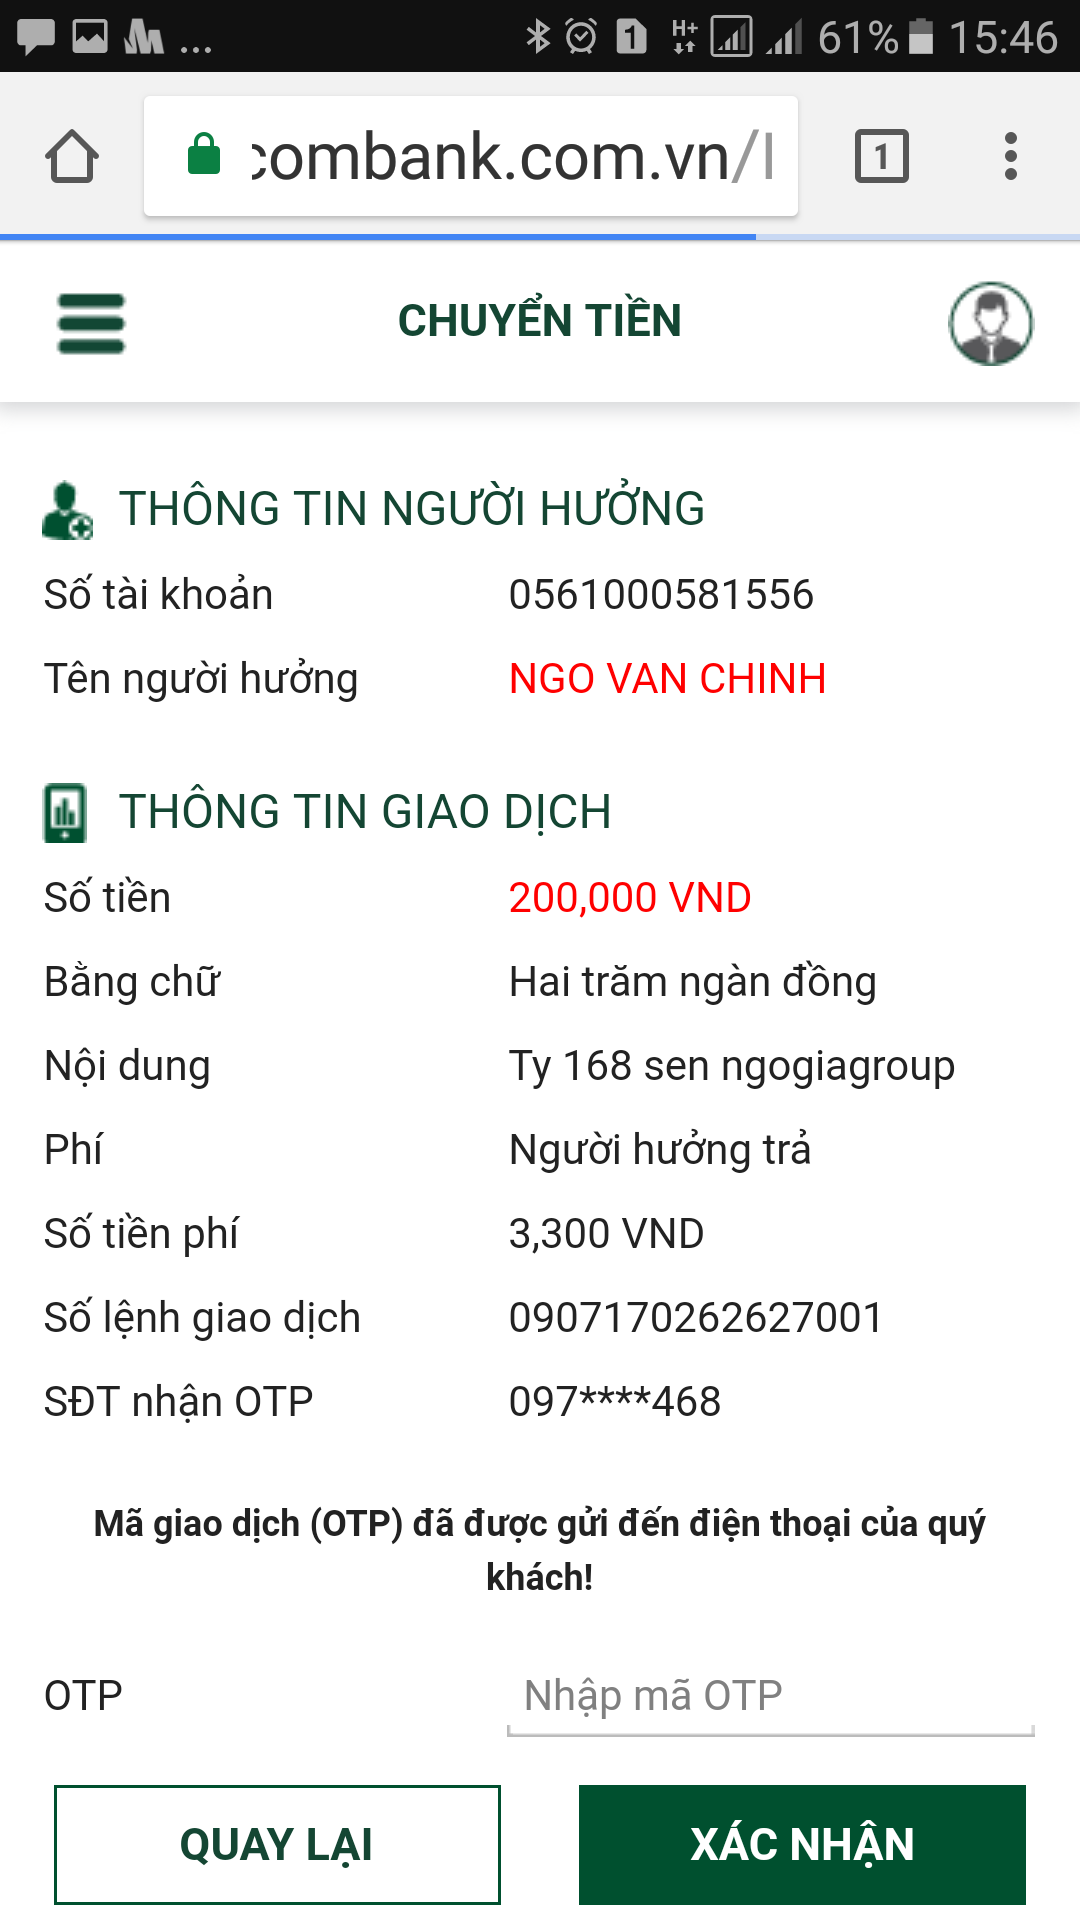 ... 1 H+ 61% 15:46
combank.com.vn/I 1
CHUYỂN TIỀN
THÔNG TIN NGƯỜI HƯỞNG
Số tài khoản 0561000581556
Tên người hưởng NGO VAN CHINH
THÔNG TIN GIAO DỊCH
Số tiền 200,000 VND
Bằng chữ Hai trăm ngàn đồng
Nội dung Ty 168 sen ngogiagroup
Phí Người hưởng trả
Số tiền phí 3,300 VND
Số lệnh giao dịch 0907170262627001
SĐT nhận OTP 097****468
Mã giao dịch (OTP) đã được gửi đến điện thoại của quý
khách!
OTP Nhập mã OTP
QUAY LẠI XÁC NHẬN